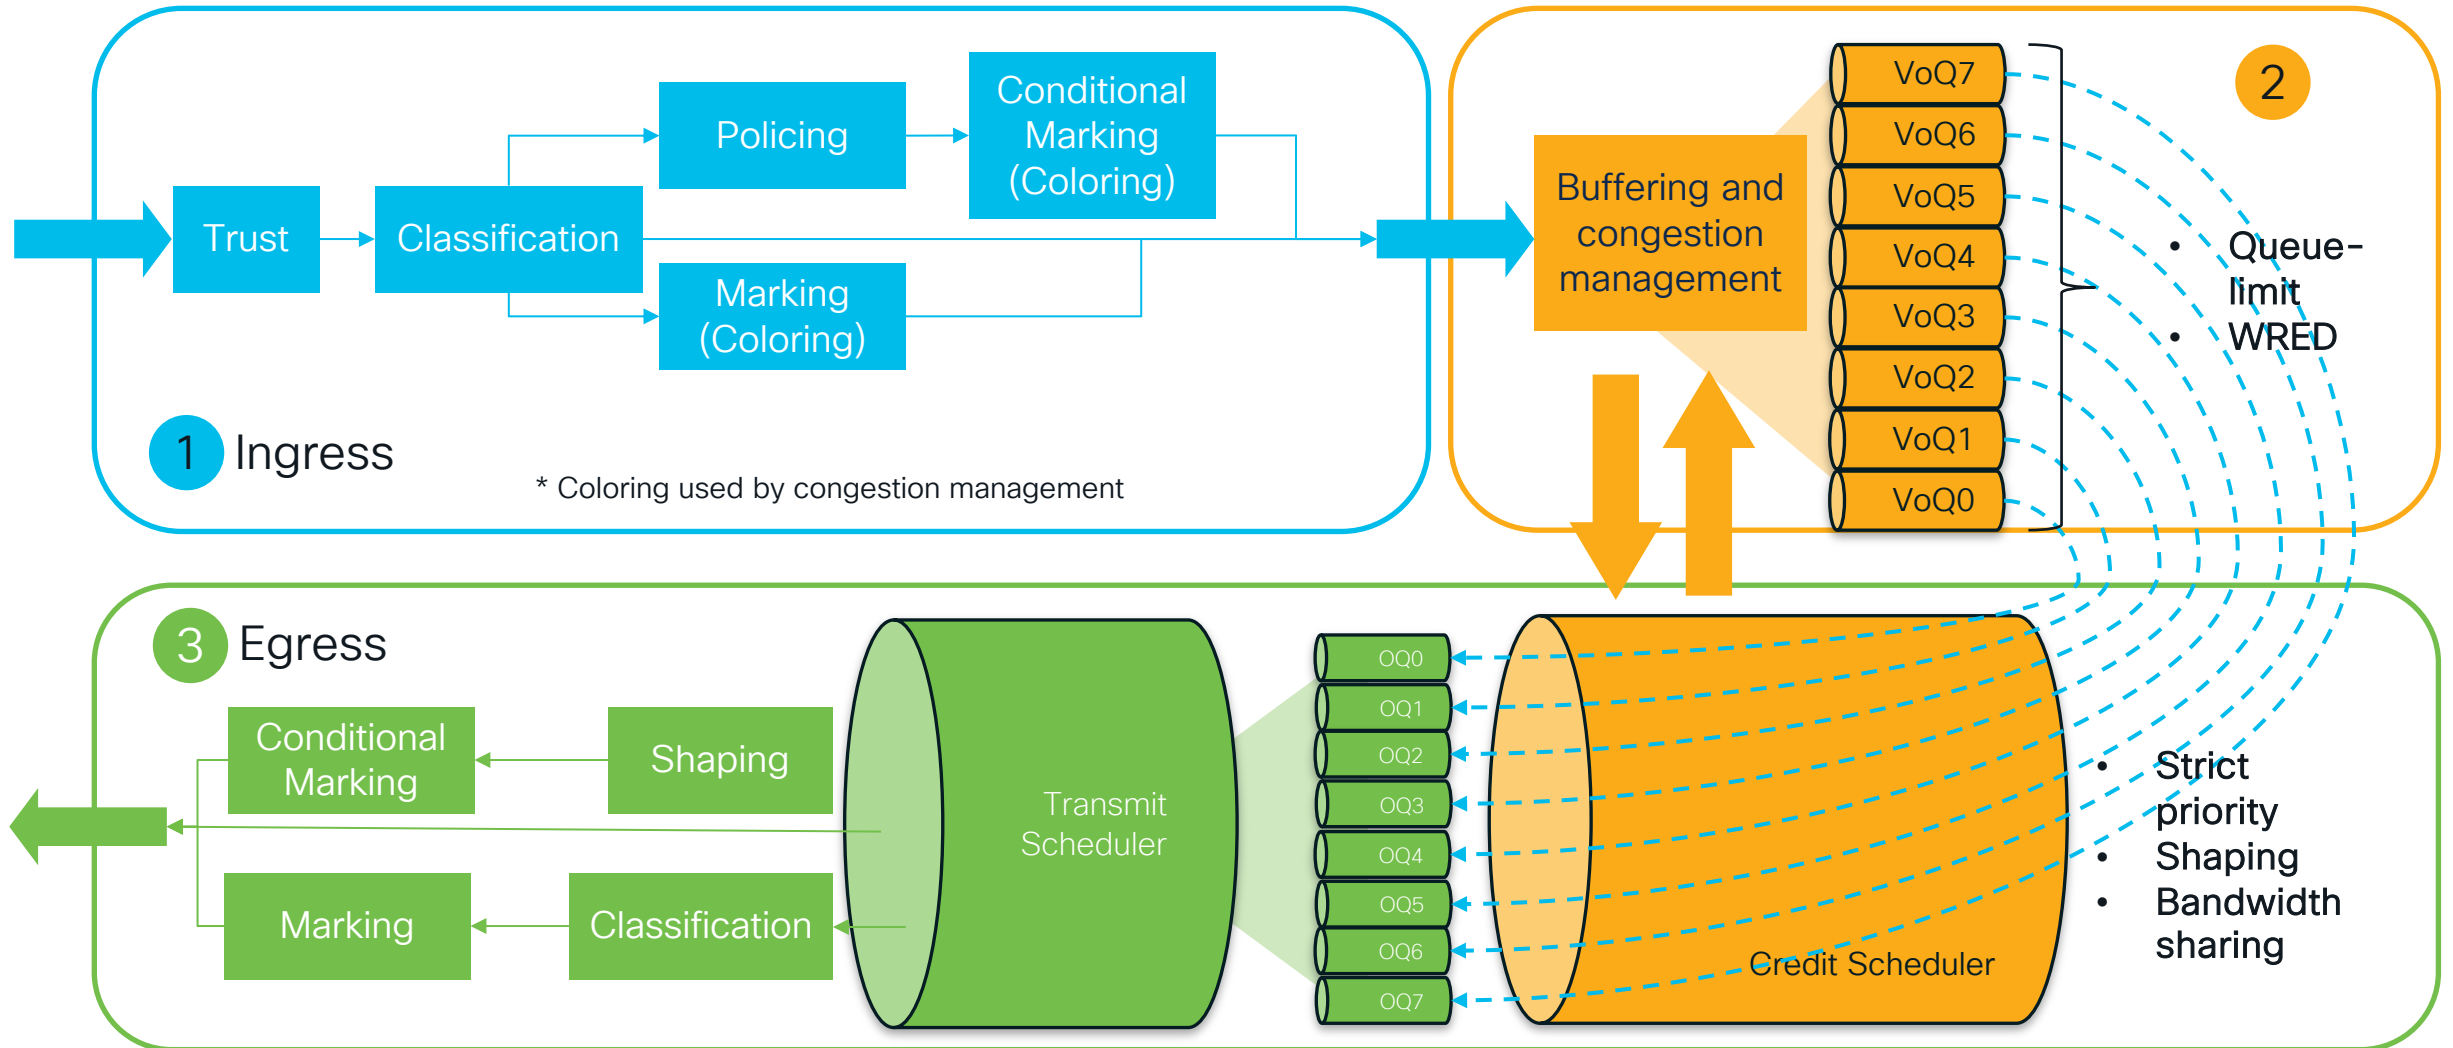 Trust
Classification
Policing
Conditional
Marking
(Coloring)
Marking
(Coloring)
1
Ingress
* Coloring used by congestion management
2
Buffering and
congestion
management
VoQ7
VoQ6
VoQ5
VoQ4
VoQ3
VoQ2
VoQ1
VoQ0
• Queue-
limit
• WRED
3
Egress
Conditional
Marking
Shaping
Marking
Classification
Transmit
Scheduler
OQ0
OQ1
OQ2
OQ3
OQ4
OQ5
OQ6
OQ7
Credit Scheduler
• Strict
priority
• Shaping
• Bandwidth
sharing